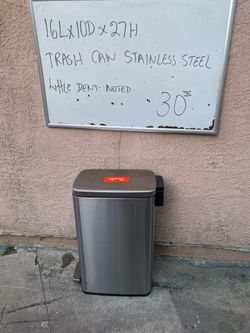 16L x 10D x 27H
TRASH CAN STAINLESS STEEL
Little DENT- NOTED
30